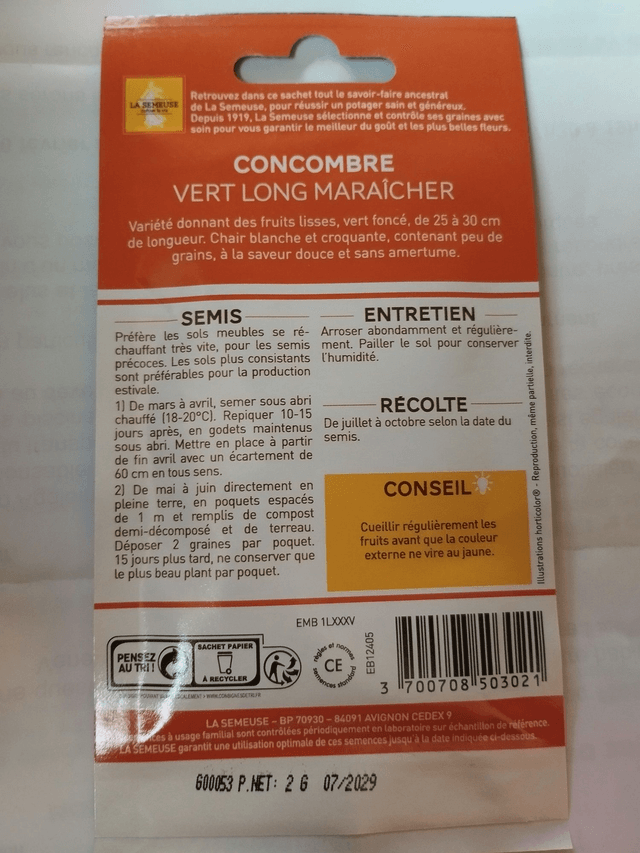 LA SEMEUSE
Retrouvez dans ce sachet tout le savoir-faire ancestral
de La Semeuse, pour réussir un potager sain et généreux.
Depuis 1919, La Semeuse sélectionne et contrôle ses graines avec
soin pour vous garantir le meilleur du goût et les plus belles fleurs.
CONCOMBRE
VERT LONG MARAÎCHER
Variété donnant des fruits lisses, vert foncé, de 25 à 30 cm
de longueur. Chair blanche et croquante, contenant peu de
grains, à la saveur douce et sans amertume.
SEMIS
Préfère les sols meubles se ré-
chauffant très vite, pour les semis
précoces. Les sols plus consistants
sont préférables pour la production
estivale.
1) De mars à avril, semer sous abri
chauffé (18-20°C). Repiquer 10-15
jours après, en godets maintenus
sous abri. Mettre en place à partir
de fin avril avec un écartement de
60 cm en tous sens.
2) De mai à juin directement en
pleine terre, en poquets espacés
de 1 m et remplis de compost
demi-décomposé et de terreau.
Déposer 2 graines par poquet.
15 jours plus tard, ne conserver que
le plus beau plant par poquet.
ENTRETIEN
Arroser abondamment et régulière-
ment. Pailler le sol pour conserver
l'humidité.
RÉCOLTE
De juillet à octobre selon la date du
semis.
CONSEIL
Cueillir régulièrement les
fruits avant que la couleur
externe ne vire au jaune.
Illustrations horticolor® - Reproduction, même partielle, interdite.
EMB 1LXXXV
PENSEZ
AU TRI !
SACHET PAPIER
À RECYCLER
règles et normes
CE
semences standard
EB12405
3 700708 503021
LA SEMEUSE - BP 70930 - 84091 AVIGNON CEDEX 9
à usage familial sont contrôlées périodiquement en laboratoire sur échantillon de référence.
LA SEMEUSE garantit une utilisation optimale de ces semences jusqu'à la date indiquée ci-dessous.
600053 P.NET: 2 G 07/2029